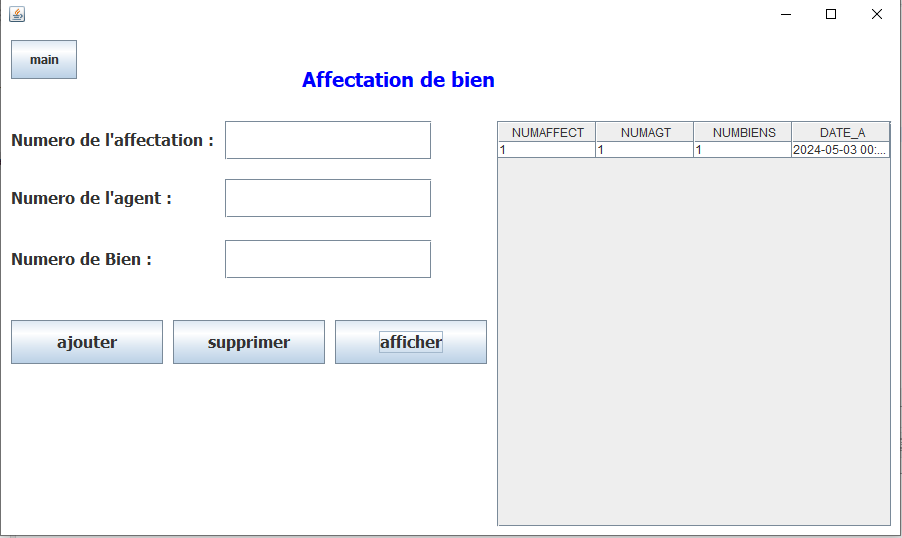 main
Affectation de bien
Numero de l'affectation :
Numero de l'agent :
Numero de Bien :
ajouter supprimer afficher
NUMAFFECT NUMAGT NUMBIENS DATE_A
1 1 1 2024-05-03 00:...